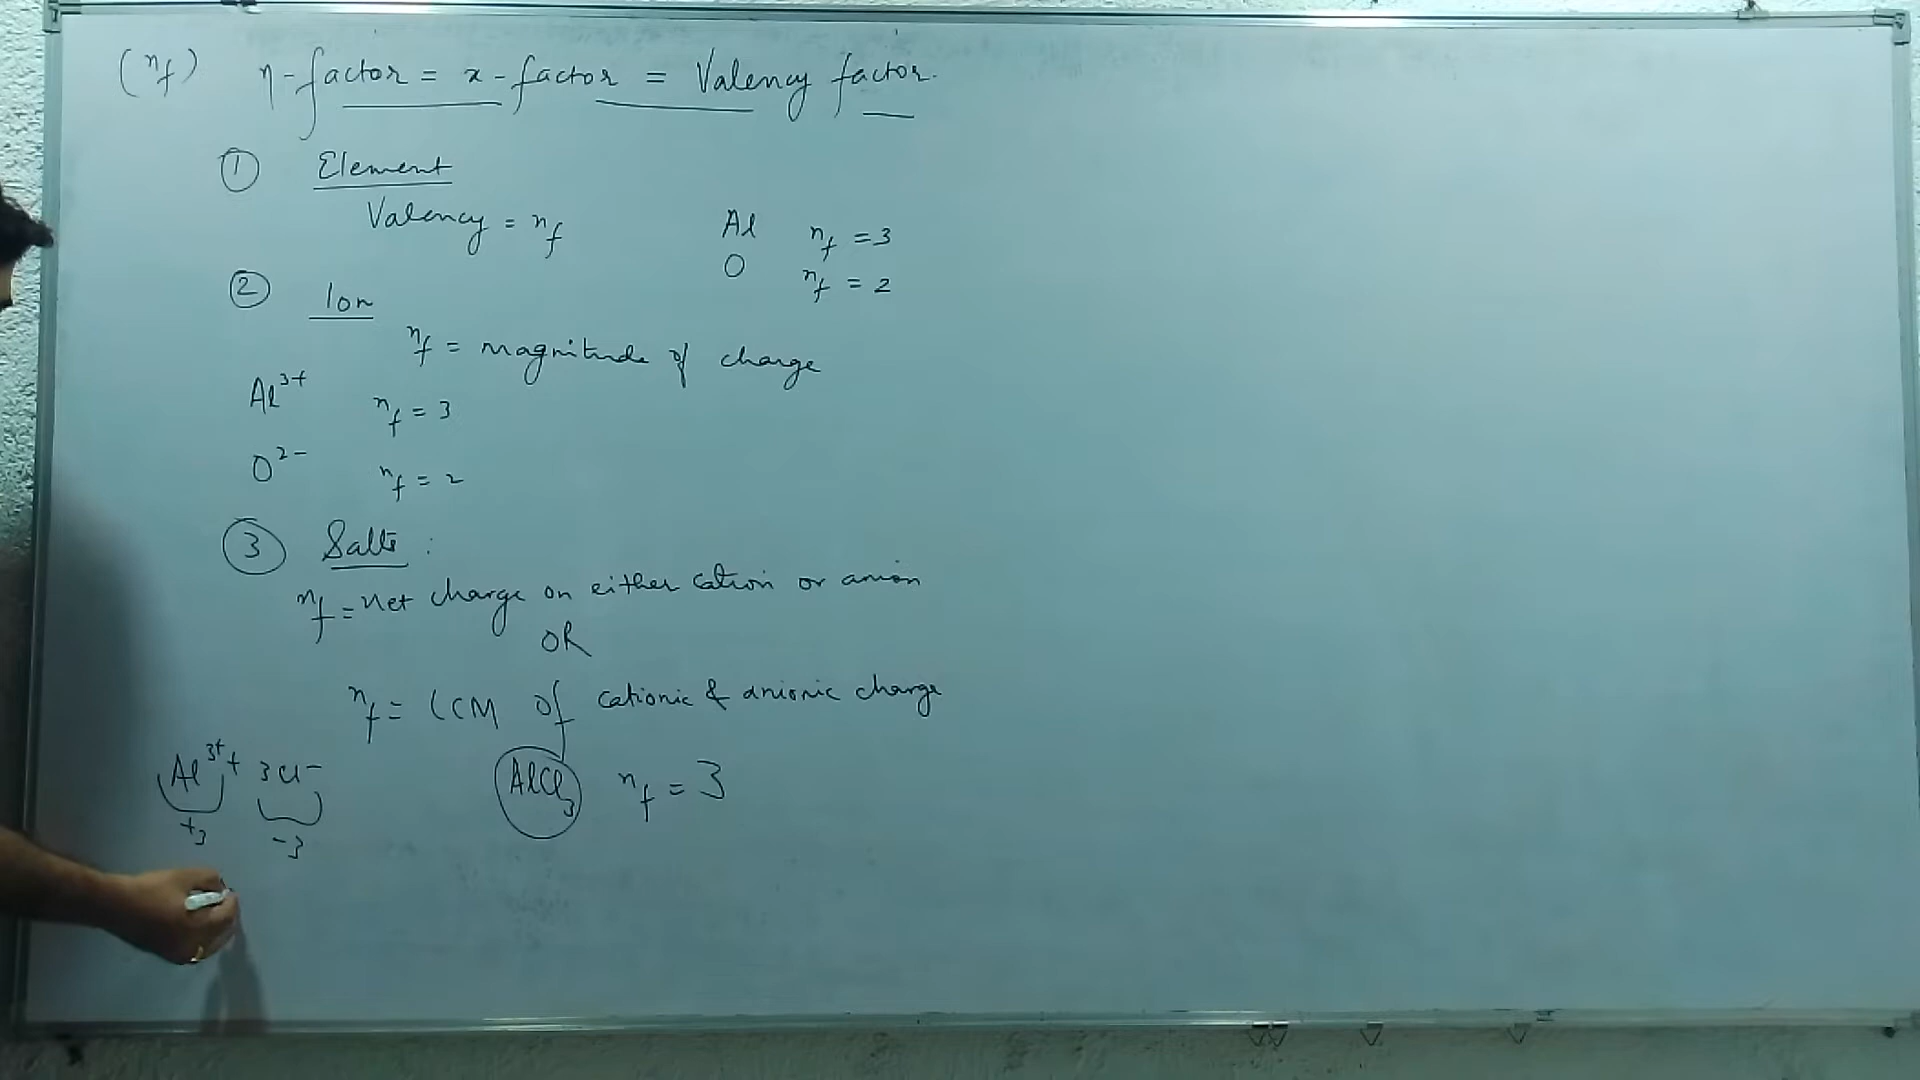 (nf) n-factor = x-factor = Valency factor.
① Element
Valency = nf
Al nf = 3
O nf = 2
② Ion
nf = magnitude of charge
Al³⁺ nf = 3
O²⁻ nf = 2
③ Salts :
nf = net charge on either cation or anion
OR
nf = LCM of cationic & anionic charge
Al³⁺ + 3Cl⁻ AlCl₃ nf = 3
+3 -3